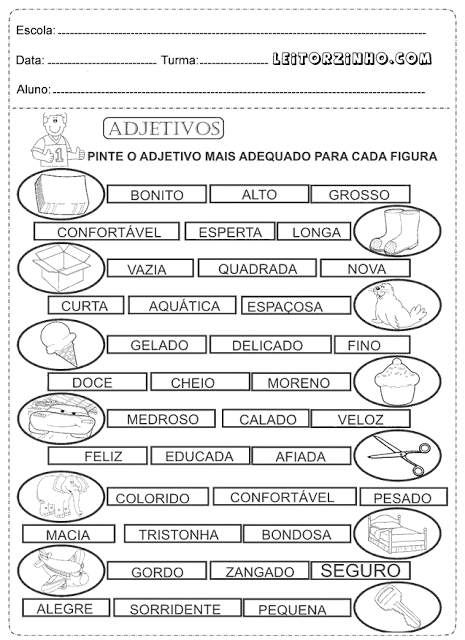 Escola:
Data: Turma: LEITORZINHO.COM
Aluno:
ADJETIVOS
1 PINTE O ADJETIVO MAIS ADEQUADO PARA CADA FIGURA
BONITO ALTO GROSSO
CONFORTÁVEL ESPERTA LONGA
VAZIA QUADRADA NOVA
CURTA AQUÁTICA ESPAÇOSA
GELADO DELICADO FINO
DOCE CHEIO MORENO
MEDROSO CALADO VELOZ
FELIZ EDUCADA AFIADA
COLORIDO CONFORTÁVEL PESADO
MACIA TRISTONHA BONDOSA
GORDO ZANGADO SEGURO
ALEGRE SORRIDENTE PEQUENA